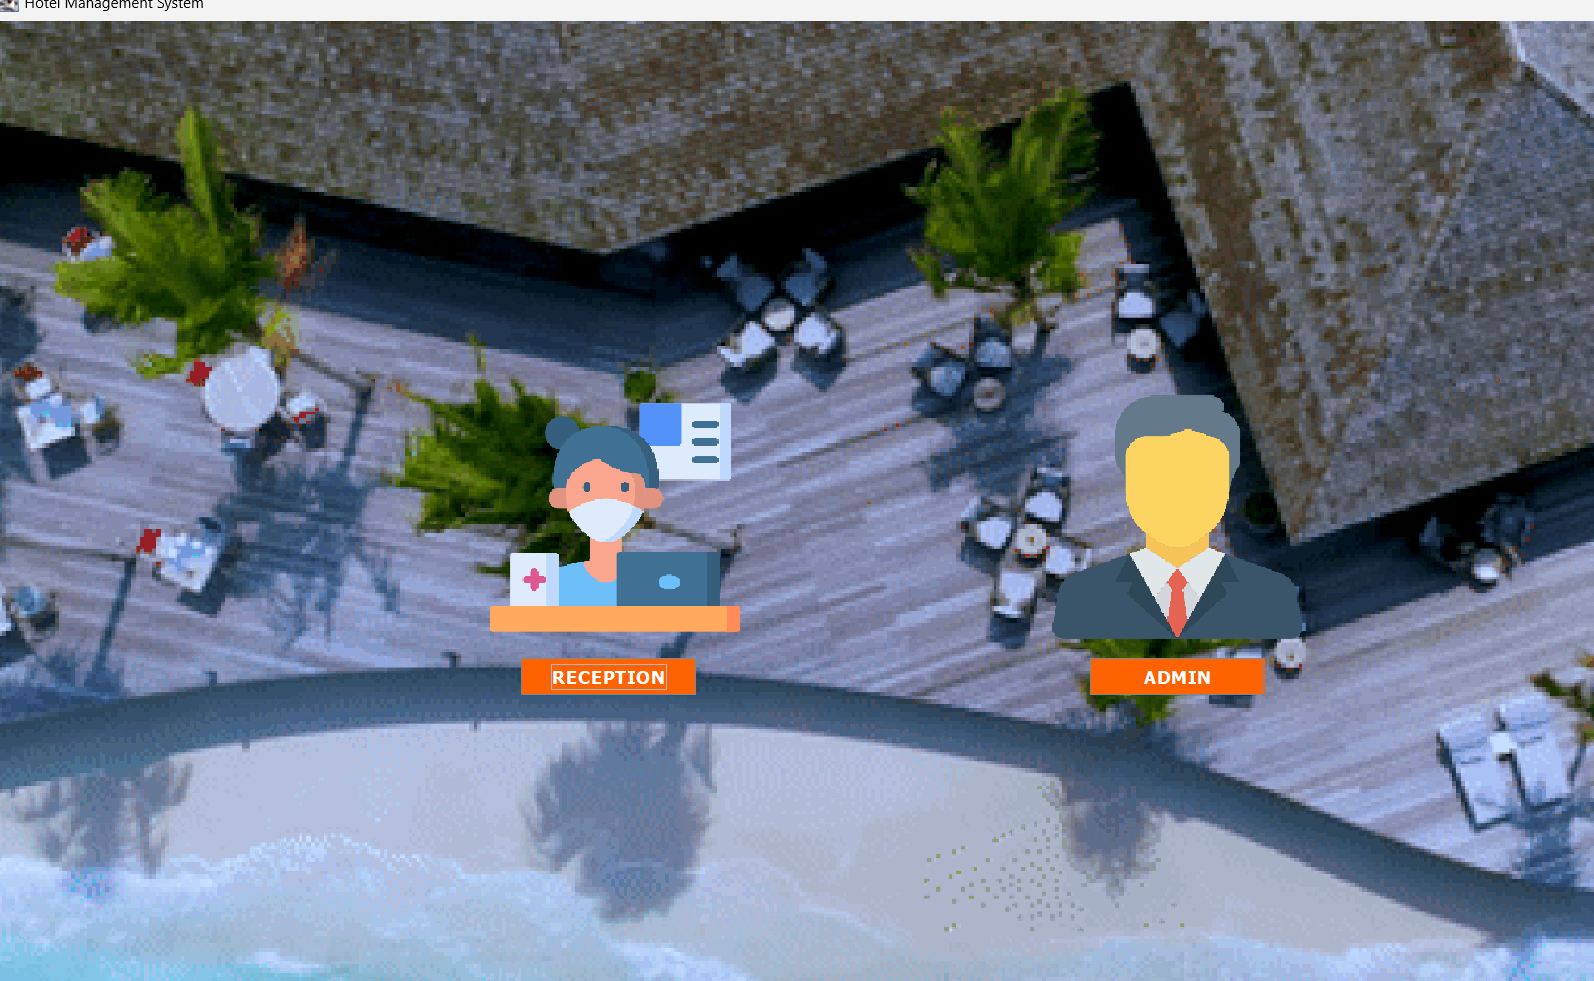 Hotel Management System
RECEPTION
ADMIN